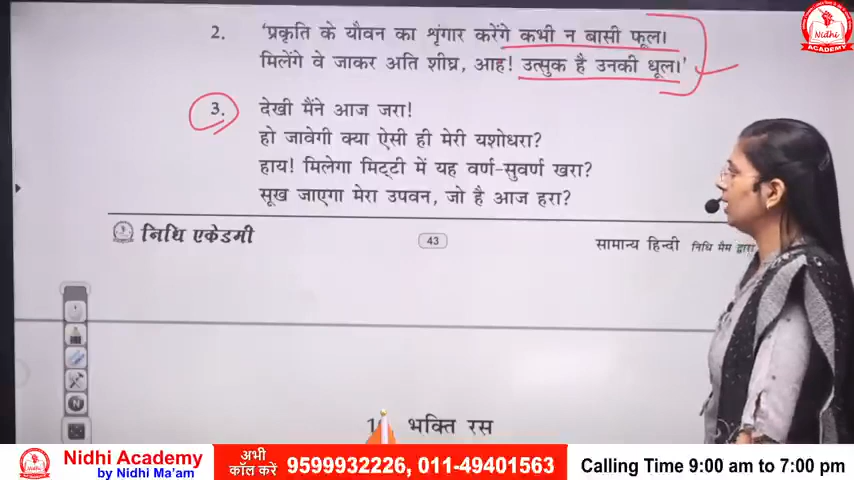 2. 'प्रकृति के यौवन का श्रृंगार करेंगे कभी न बासी फूल।
मिलेंगे वे जाकर अति शीघ्र, आह! उत्सुक है उनकी धूल।'
3. देखी मैंने आज जरा!
हो जावेगी क्या ऐसी ही मेरी यशोधरा?
हाय! मिलेगा मिट्टी में यह वर्ण-सुवर्ण खरा?
सूख जाएगा मेरा उपवन, जो है आज हरा?
निधि एकेडमी
43
सामान्य हिन्दी निधि मैम द्वारा
भक्ति रस
Nidhi
ACADEMY
Nidhi Academy
by Nidhi Ma'am
अभी
कॉल करें
9599932226, 011-49401563
Calling Time 9:00 am to 7:00 pm